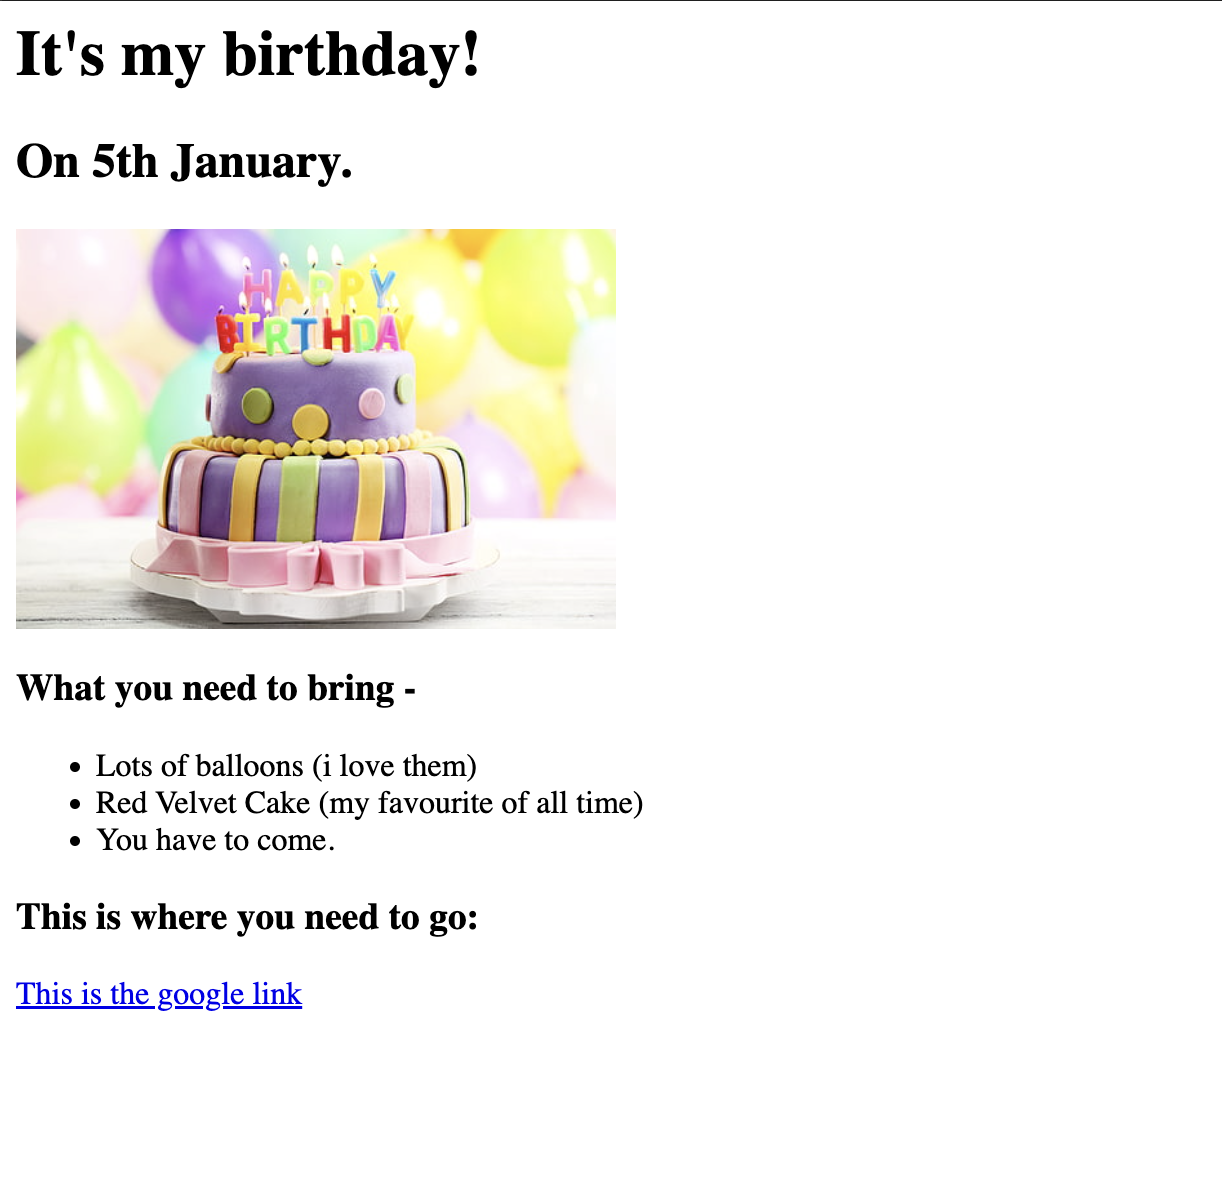 It's my birthday!
On 5th January.
HAPPY
BIRTHDAY
What you need to bring -
Lots of balloons (i love them)
Red Velvet Cake (my favourite of all time)
You have to come.
This is where you need to go:
This is the google link